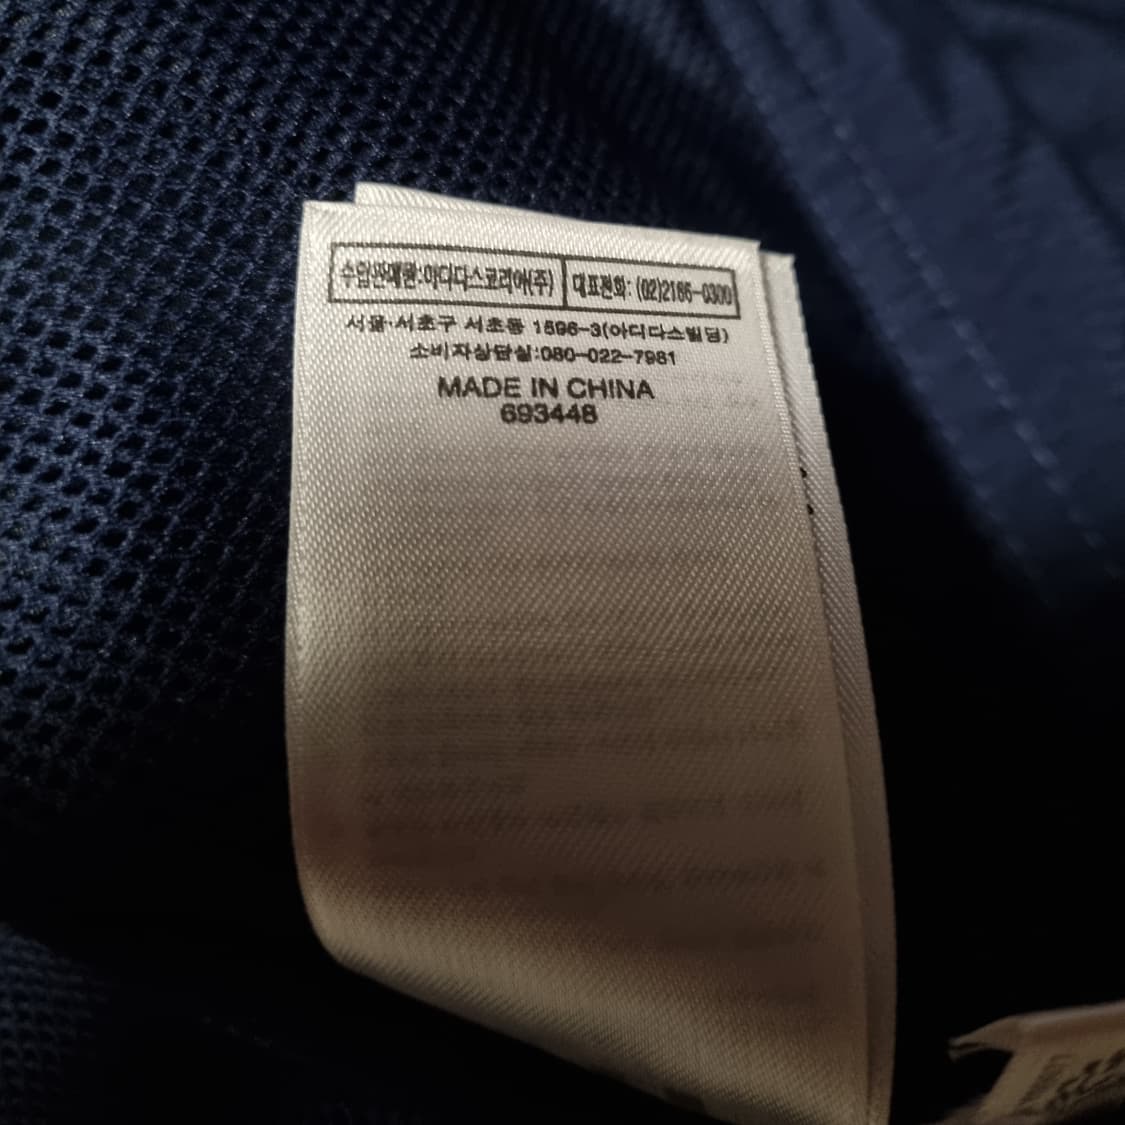 수입판매원:아디다스코리아(주) 대표전화: (02)2186-0300
서울·서초구 서초동 1596-3(아디다스빌딩)
소비자상담실:080-022-7981
MADE IN CHINA
693448